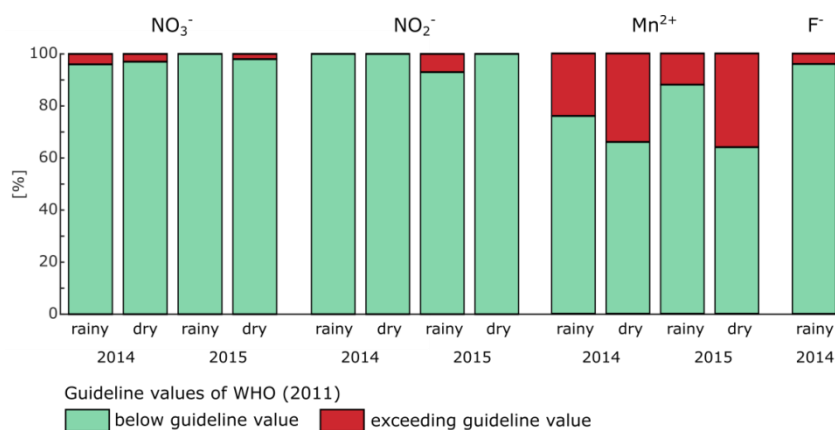 NO₃⁻ NO₂⁻ Mn²⁺ F⁻
100
80
60
40
20
0
[%]
rainy dry rainy dry rainy dry rainy dry rainy dry rainy dry rainy
2014 2015 2014 2015 2014 2015 2014
Guideline values of WHO (2011)
below guideline value exceeding guideline value